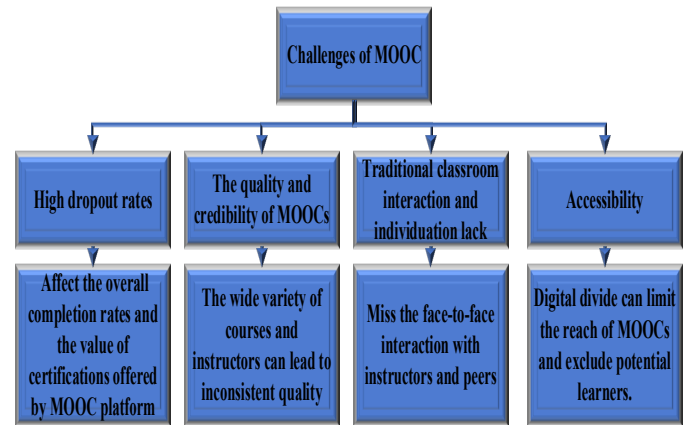 Challenges of MOOC
High dropout rates
The quality and
credibility of MOOCs
Traditional classroom
interaction and
individuation lack
Accessibility
Affect the overall
completion rates and
the value of
certifications offered
by MOOC platform
The wide variety of
courses and
instructors can lead to
inconsistent quality
Miss the face-to-face
interaction with
instructors and peers
Digital divide can limit
the reach of MOOCs
and exclude potential
learners.